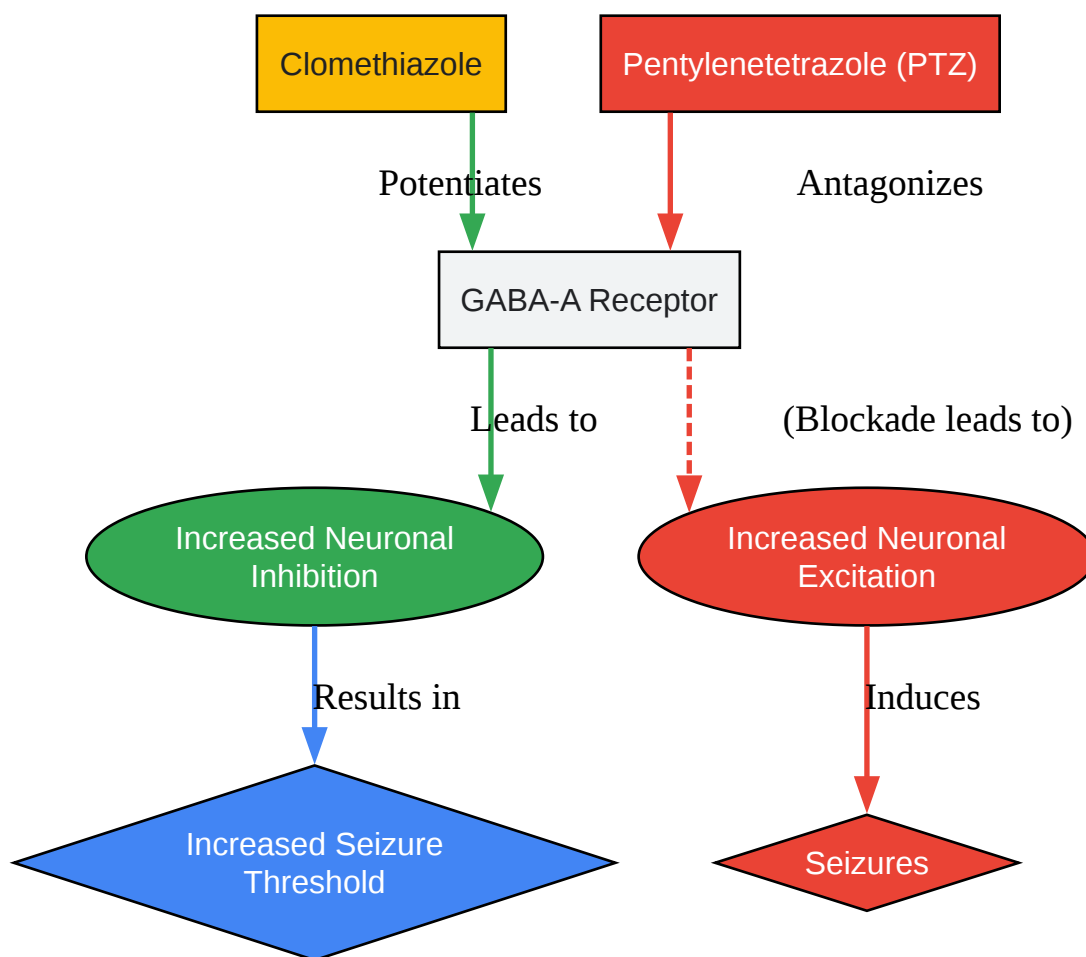 Clomethiazole
Pentylenetetrazole (PTZ)
Potentiates
Antagonizes
GABA-A Receptor
Leads to
(Blockade leads to)
Increased Neuronal
Inhibition
Increased Neuronal
Excitation
Results in
Induces
Increased Seizure
Threshold
Seizures